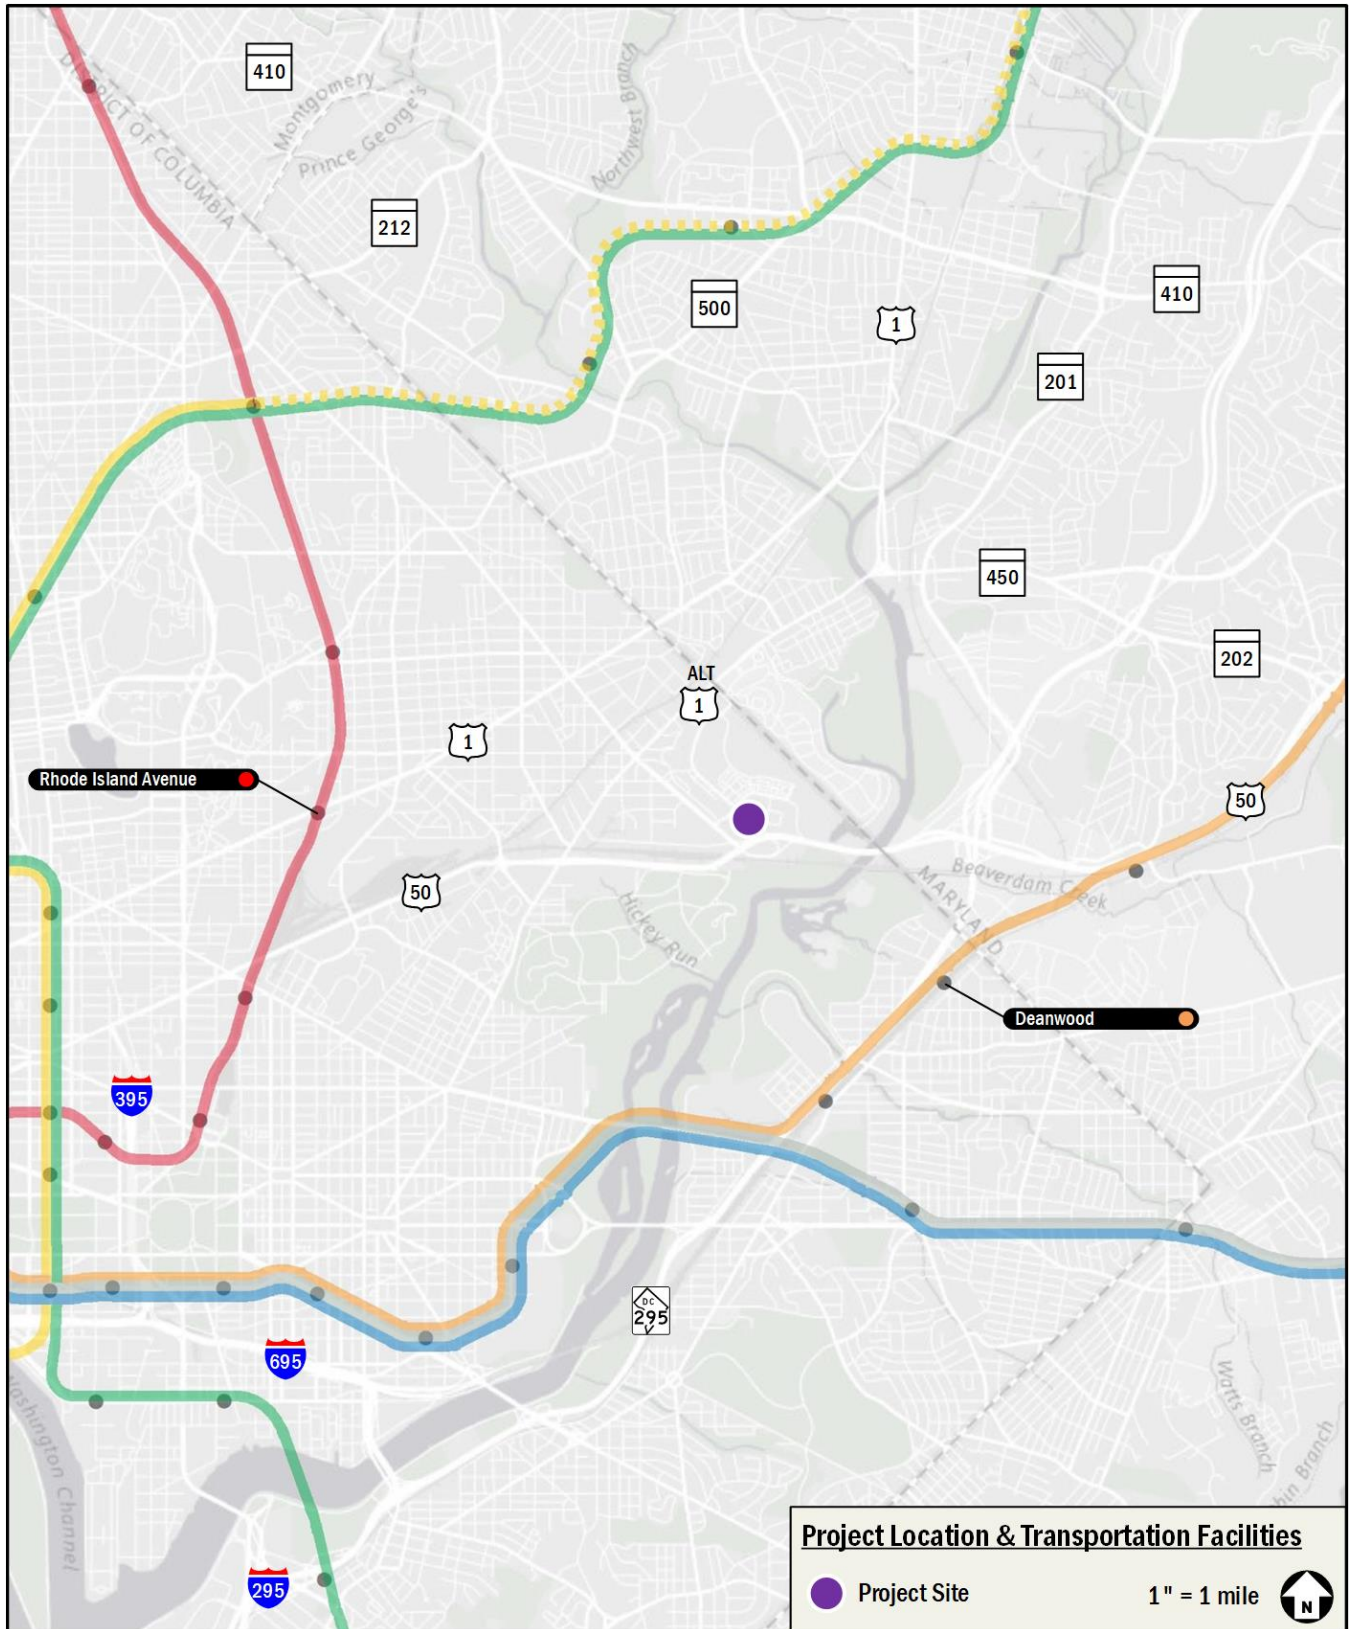 410
Montgomery
Prince George's
DISTRICT OF COLUMBIA
Northwest Branch
212
500
1
410
201
450
202
ALT
1
1
Rhode Island Avenue
50
50
Beaverdam Creek
MARYLAND
Hickey Run
Deanwood
395
DC
295
695
Washington Channel
Watts Branch
Branch
295
Project Location & Transportation Facilities
Project Site
1" = 1 mile
N